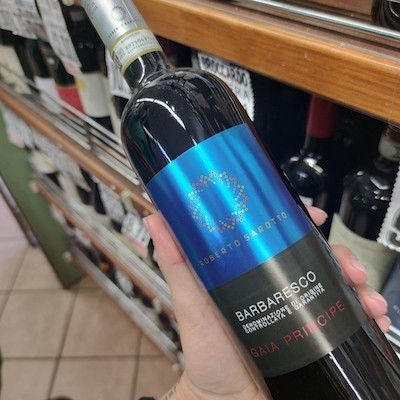 ROBERTO SAROTTO
BARBARESCO
DENOMINAZIONE DI ORIGINE
CONTROLLATA E GARANTITA
GAIA PRINCIPE